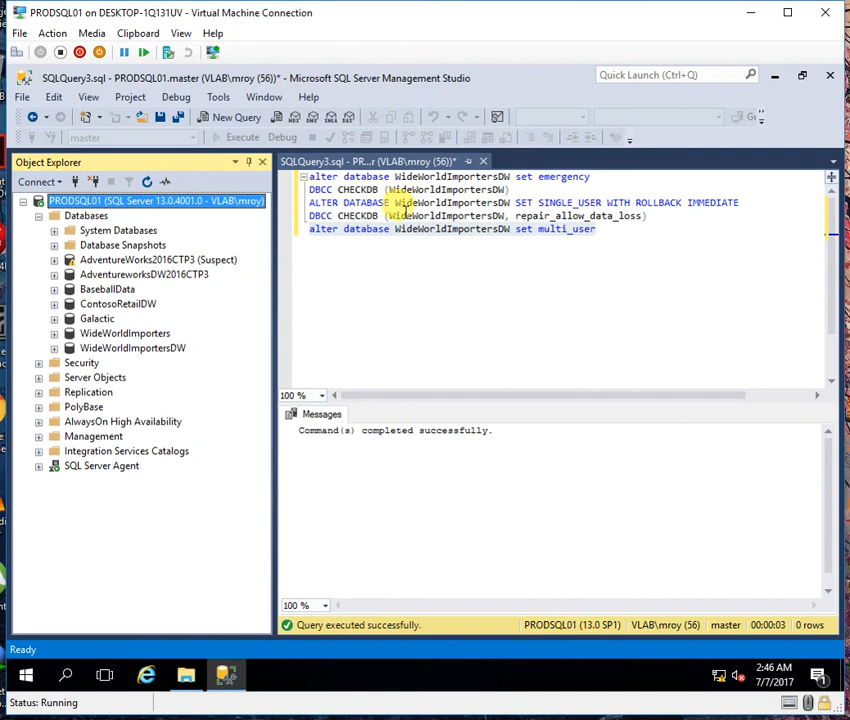 PRODSQL01 on DESKTOP-1Q131UV - Virtual Machine Connection
File Action Media Clipboard View Help
SQLQuery3.sql - PRODSQL01.master (VLAB\mroy (56))* - Microsoft SQL Server Management Studio
Quick Launch (Ctrl+Q)
File Edit View Project Debug Tools Window Help
New Query
master
Execute Debug
Object Explorer
SQLQuery3.sql - PR...r (VLAB\mroy (56))*
Connect
PRODSQL01 (SQL Server 13.0.4001.0 - VLAB\mroy)
Databases
System Databases
Database Snapshots
AdventureWorks2016CTP3 (Suspect)
AdventureworksDW2016CTP3
BaseballData
ContosoRetailDW
Galactic
WideWorldImporters
WideWorldImportersDW
Security
Server Objects
Replication
PolyBase
AlwaysOn High Availability
Management
Integration Services Catalogs
SQL Server Agent
alter database WideWorldImportersDW set emergency
DBCC CHECKDB (WideWorldImportersDW)
ALTER DATABASE WideWorldImportersDW SET SINGLE_USER WITH ROLLBACK IMMEDIATE
DBCC CHECKDB (WideWorldImportersDW, repair_allow_data_loss)
alter database WideWorldImportersDW set multi_user
100 %
Messages
Command(s) completed successfully.
100 %
Query executed successfully.
PRODSQL01 (13.0 SP1) VLAB\mroy (56) master 00:00:03 0 rows
Ready
2:46 AM
7/7/2017
Status: Running